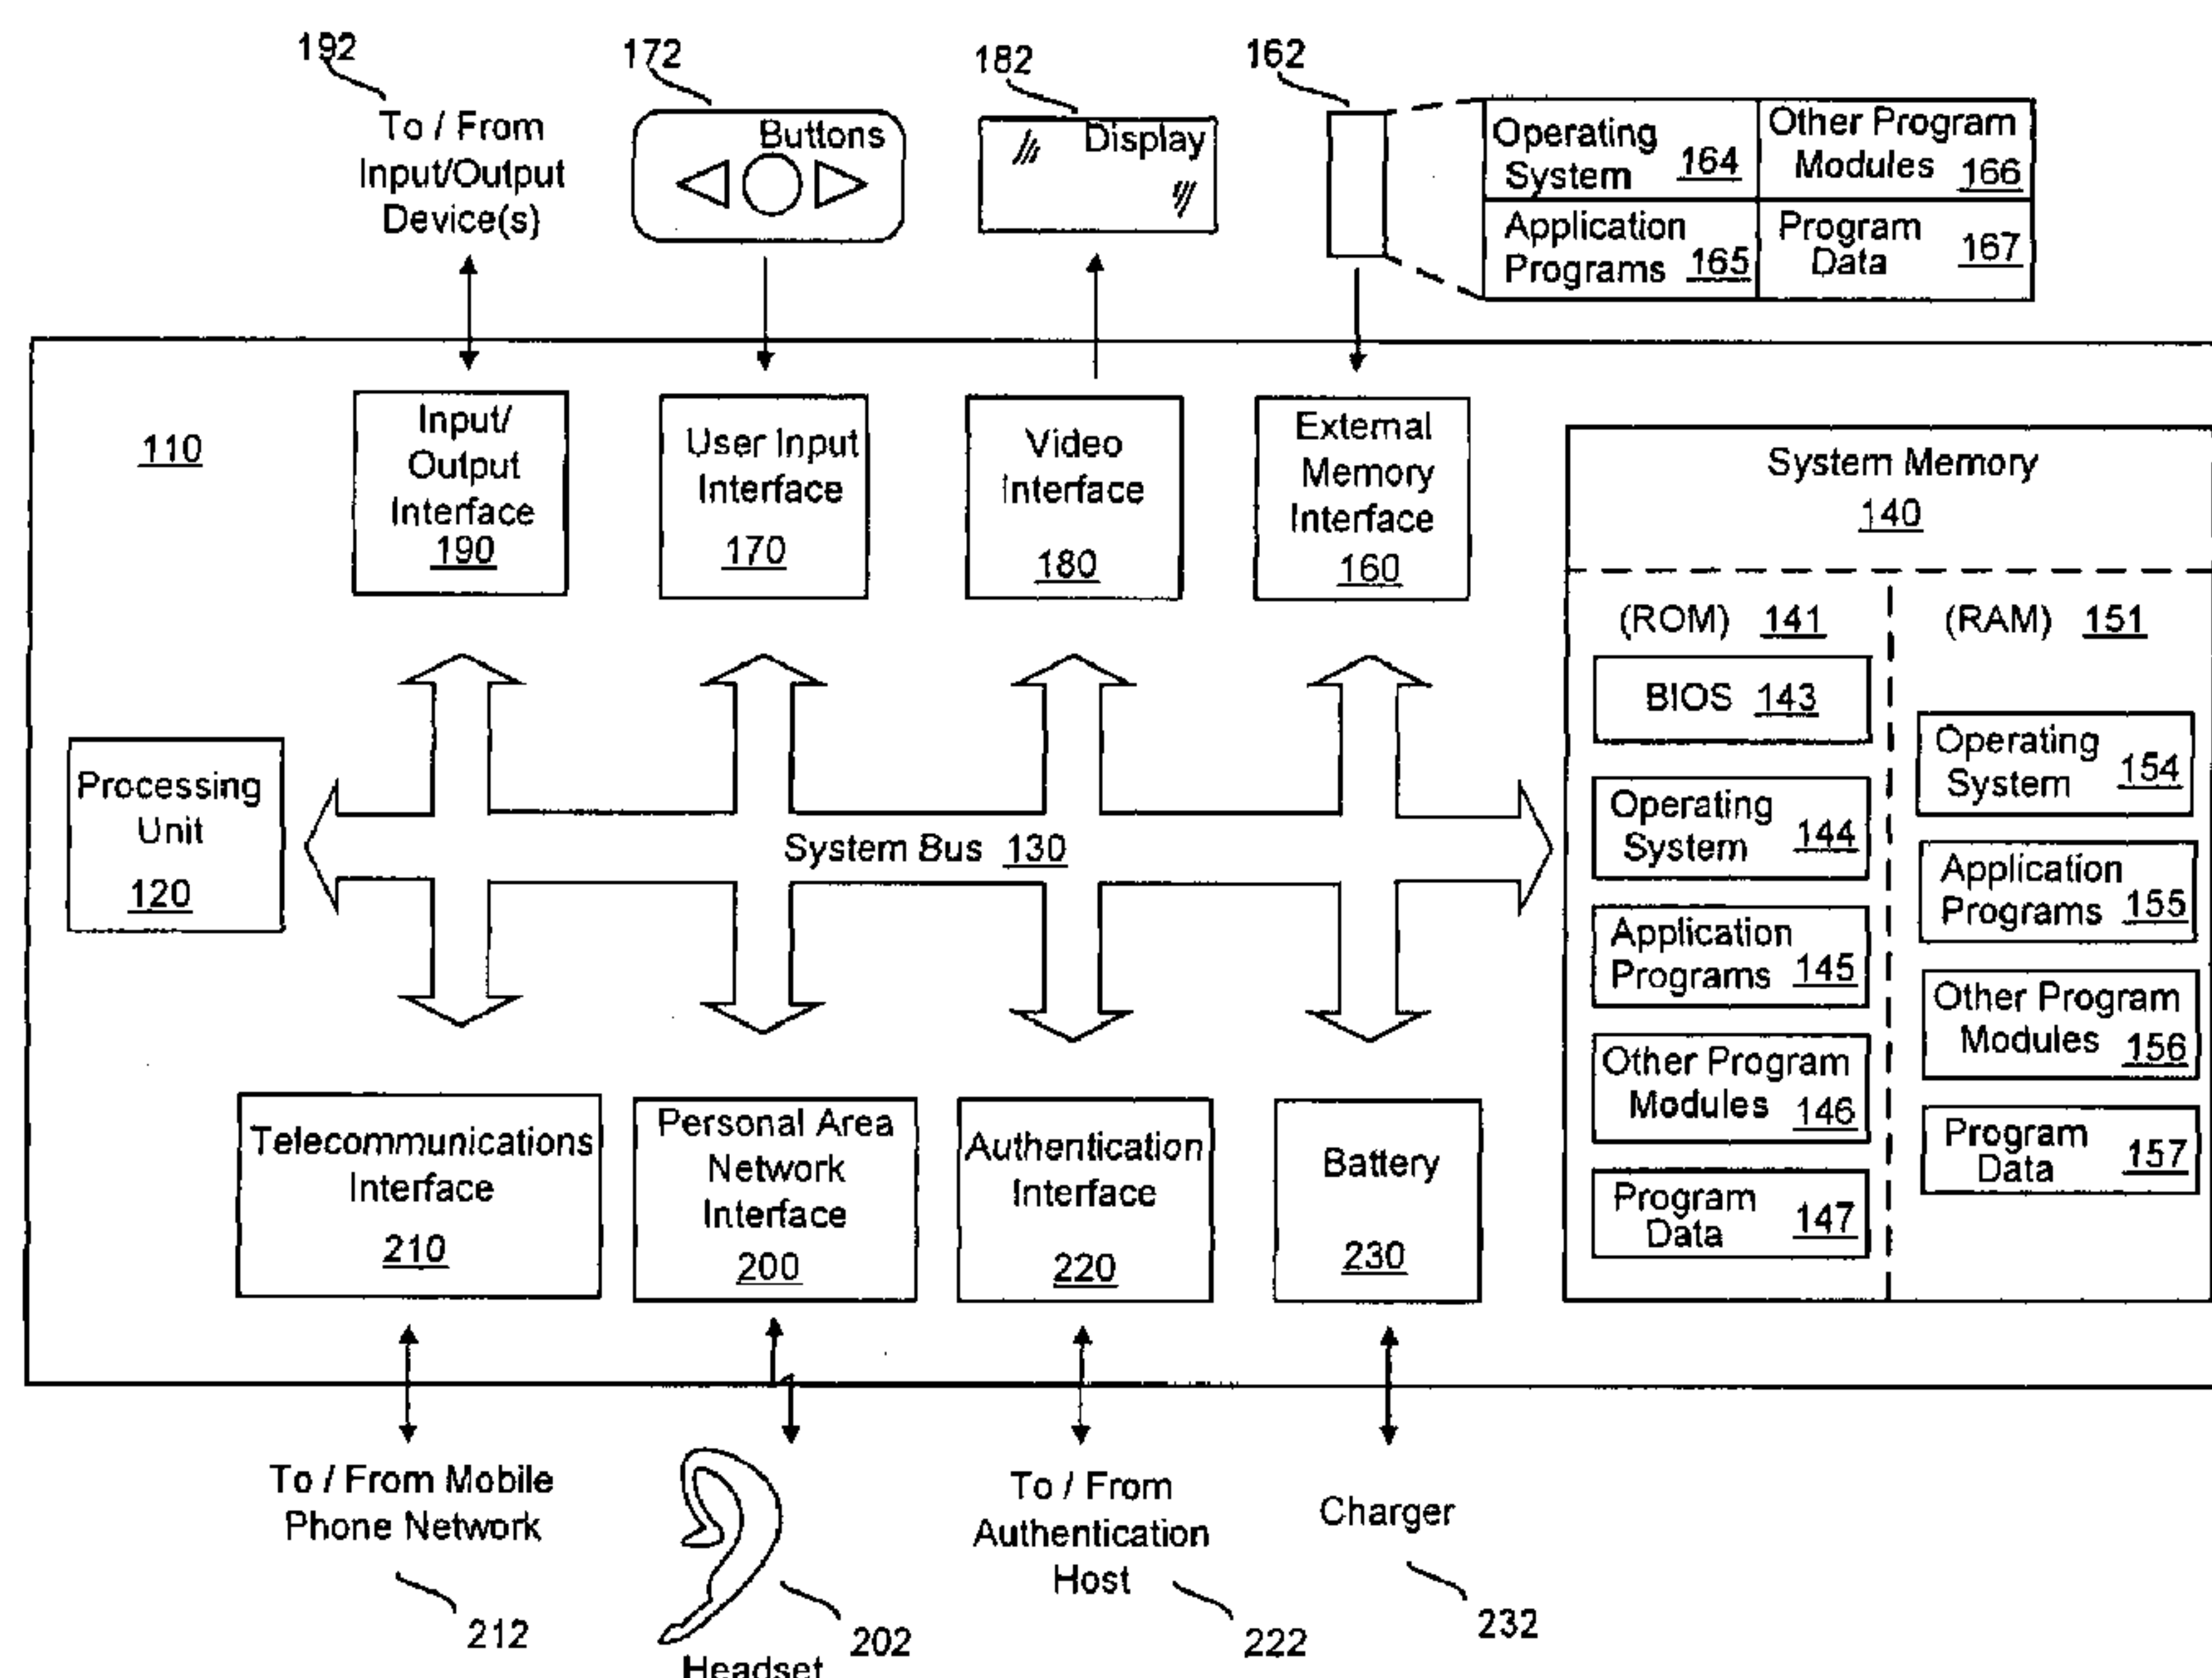 192
To / From
Input/Output
Device(s)
172
Buttons
182
Display
162
Operating
System 164
Other Program
Modules 166
Application
Programs 165
Program
Data 167
110
Input/
Output
Interface
190
User Input
Interface
170
Video
Interface
180
External
Memory
Interface
160
System Memory
140
(ROM) 141
(RAM) 151
BIOS 143
Operating
System 144
Application
Programs 145
Other Program
Modules 146
Program
Data 147
Operating
System 154
Application
Programs 155
Other Program
Modules 156
Program
Data 157
Processing
Unit
120
System Bus 130
Telecommunications
Interface
210
Personal Area
Network
Interface
200
Authentication
Interface
220
Battery
230
To / From Mobile
Phone Network
212
202
Headset
To / From
Authentication
Host
222
Charger
232